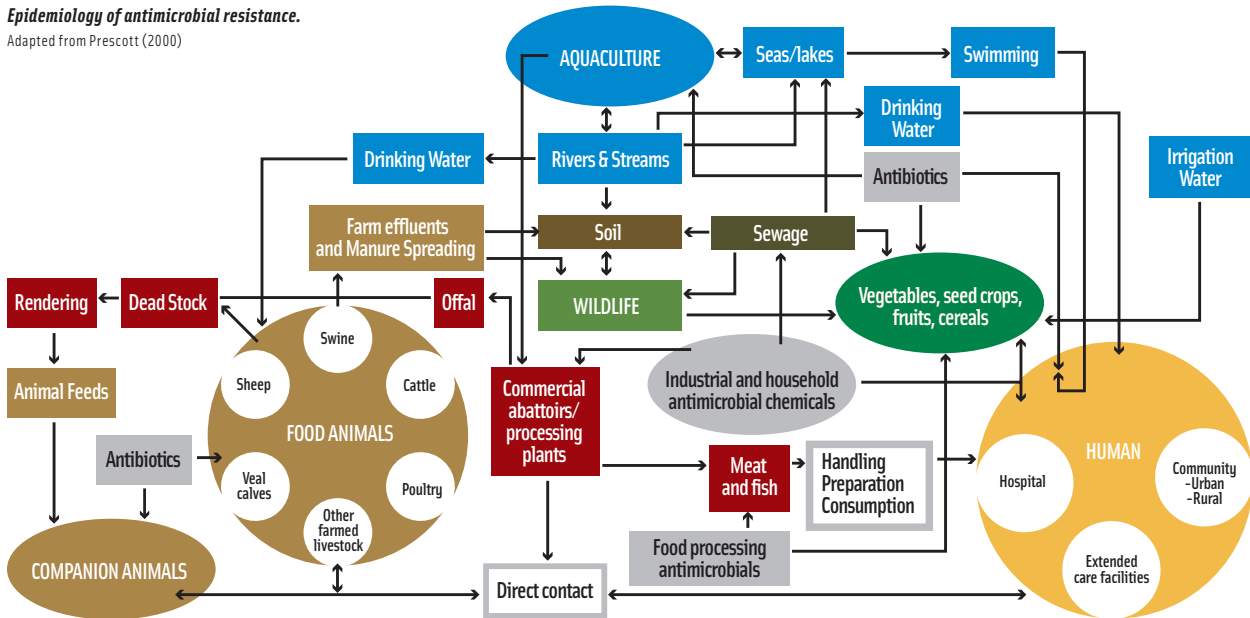 Epidemiology of antimicrobial resistance.
Adapted from Prescott (2000)
AQUACULTURE
Seas/lakes
Swimming
Drinking
Water
Drinking Water
Rivers & Streams
Antibiotics
Irrigation
Water
Farm effluents
and Manure Spreading
Soil
Sewage
Rendering
Dead Stock
Offal
WILDLIFE
Vegetables, seed crops,
fruits, cereals
Swine
Sheep
Cattle
Animal Feeds
Commercial
abattoirs/
processing
plants
Industrial and household
antimicrobial chemicals
FOOD ANIMALS
Antibiotics
Veal
calves
Poultry
Other
farmed
livestock
Meat
and fish
Handling
Preparation
Consumption
HUMAN
Hospital
Community
-Urban
-Rural
Extended
care facilities
COMPANION ANIMALS
Food processing
antimicrobials
Direct contact